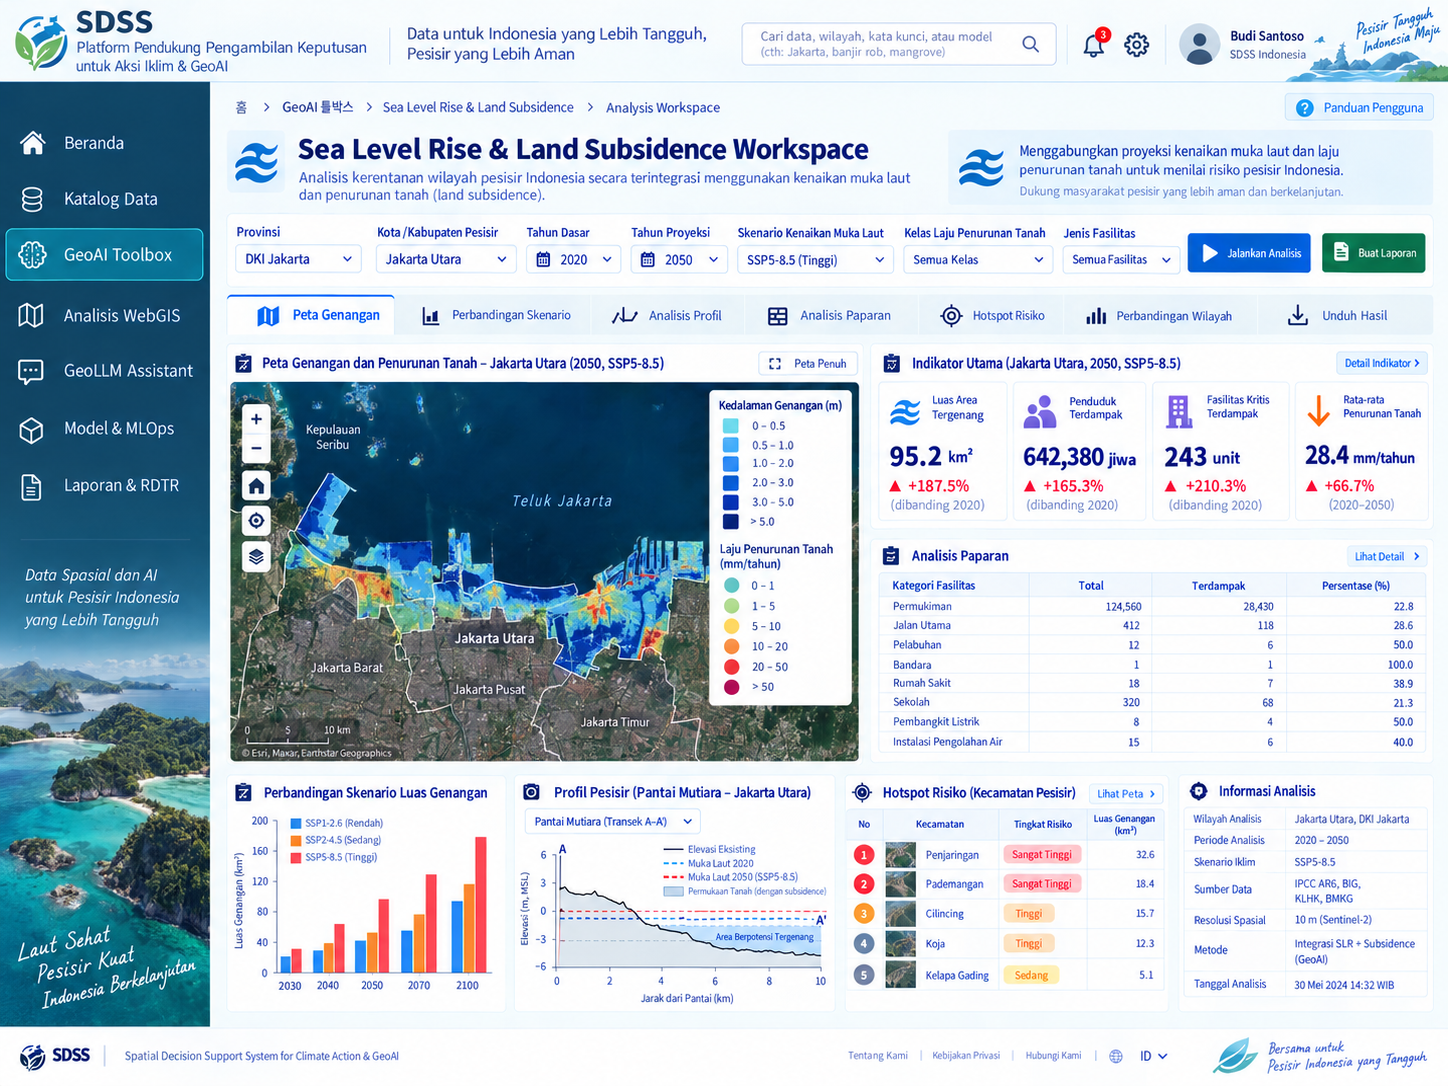 SDSS
Platform Pendukung Pengambilan Keputusan
untuk Aksi Iklim & GeoAI
Data untuk Indonesia yang Lebih Tangguh,
Pesisir yang Lebih Aman
Cari data, wilayah, kata kunci, atau model
(cth: Jakarta, banjir rob, mangrove)
3
Budi Santoso
SDSS Indonesia
Pesisir Tangguh
Indonesia Maju
Beranda
Katalog Data
GeoAI Toolbox
Analisis WebGIS
GeoLLM Assistant
Model & MLOps
Laporan & RDTR
Data Spasial dan AI
untuk Pesisir Indonesia
yang Lebih Tangguh
Laut Sehat
Pesisir Kuat
Indonesia Berkelanjutan
홈 > GeoAI 툴박스 > Sea Level Rise & Land Subsidence > Analysis Workspace
? Panduan Pengguna
Sea Level Rise & Land Subsidence Workspace
Analisis kerentanan wilayah pesisir Indonesia secara terintegrasi menggunakan kenaikan muka laut
dan penurunan tanah (land subsidence).
Menggabungkan proyeksi kenaikan muka laut dan laju
penurunan tanah untuk menilai risiko pesisir Indonesia.
Dukung masyarakat pesisir yang lebih aman dan berkelanjutan.
Provinsi
DKI Jakarta
Kota /Kabupaten Pesisir
Jakarta Utara
Tahun Dasar
2020
Tahun Proyeksi
2050
Skenario Kenaikan Muka Laut
SSP5-8.5 (Tinggi)
Kelas Laju Penurunan Tanah
Semua Kelas
Jenis Fasilitas
Semua Fasilitas
Jalankan Analisis
Buat Laporan
Peta Genangan
Perbandingan Skenario
Analisis Profil
Analisis Paparan
Hotspot Risiko
Perbandingan Wilayah
Unduh Hasil
Peta Genangan dan Penurunan Tanah – Jakarta Utara (2050, SSP5-8.5)
Peta Penuh
+
−
Kepulauan
Seribu
Teluk Jakarta
Jakarta Utara
Jakarta Barat
Jakarta Pusat
Jakarta Timur
0 5 10 km
© Esri, Maxar, Earthstar Geographics
Kedalaman Genangan (m)
0 – 0.5
0.5 – 1.0
1.0 – 2.0
2.0 – 3.0
3.0 – 5.0
> 5.0
Laju Penurunan Tanah
(mm/tahun)
0 – 1
1 – 5
5 – 10
10 – 20
20 – 50
> 50
Indikator Utama (Jakarta Utara, 2050, SSP5-8.5)
Detail Indikator >
Luas Area
Tergenang
95.2 km²
▲ +187.5%
(dibanding 2020)
Penduduk
Terdampak
642,380 jiwa
▲ +165.3%
(dibanding 2020)
Fasilitas Kritis
Terdampak
243 unit
▲ +210.3%
(dibanding 2020)
Rata-rata
Penurunan Tanah
28.4 mm/tahun
▲ +66.7%
(2020–2050)
Analisis Paparan
Lihat Detail >
Kategori Fasilitas Total Terdampak Persentase (%)
Permukiman 124,560 28,430 22.8
Jalan Utama 412 118 28.6
Pelabuhan 12 6 50.0
Bandara 1 1 100.0
Rumah Sakit 18 7 38.9
Sekolah 320 68 21.3
Pembangkit Listrik 8 4 50.0
Instalasi Pengolahan Air 15 6 40.0
Perbandingan Skenario Luas Genangan
SSP1-2.6 (Rendah)
SSP2-4.5 (Sedang)
SSP5-8.5 (Tinggi)
Luas Genangan (km²)
200
160
120
80
40
0
2030 2040 2050 2070 2100
Profil Pesisir (Pantai Mutiara – Jakarta Utara)
Pantai Mutiara (Transek A–A')
Elevasi Eksisting
Muka Laut 2020
Muka Laut 2050 (SSP5-8.5)
Permukaan Tanah (dengan subsidence)
A
A'
Area Berpotensi Tergenang
Elevasi (m, MSL)
6
3
0
−3
−6
0 2 4 6 8 10
Jarak dari Pantai (km)
Hotspot Risiko (Kecamatan Pesisir)
Lihat Peta >
No Kecamatan Tingkat Risiko Luas Genangan
(km²)
1 Penjaringan Sangat Tinggi 32.6
2 Pademangan Sangat Tinggi 18.4
3 Cilincing Tinggi 15.7
4 Koja Tinggi 12.3
5 Kelapa Gading Sedang 5.1
Informasi Analisis
Wilayah Analisis Jakarta Utara, DKI Jakarta
Periode Analisis 2020 – 2050
Skenario Iklim SSP5-8.5
Sumber Data IPCC AR6, BIG,
KLHK, BMKG
Resolusi Spasial 10 m (Sentinel-2)
Metode Integrasi SLR + Subsidence
(GeoAI)
Tanggal Analisis 30 Mei 2024 14:32 WIB
SDSS
Spatial Decision Support System for Climate Action & GeoAI
Tentang Kami | Kebijakan Privasi | Hubungi Kami | ID
Bersama untuk
Pesisir Indonesia yang Tangguh